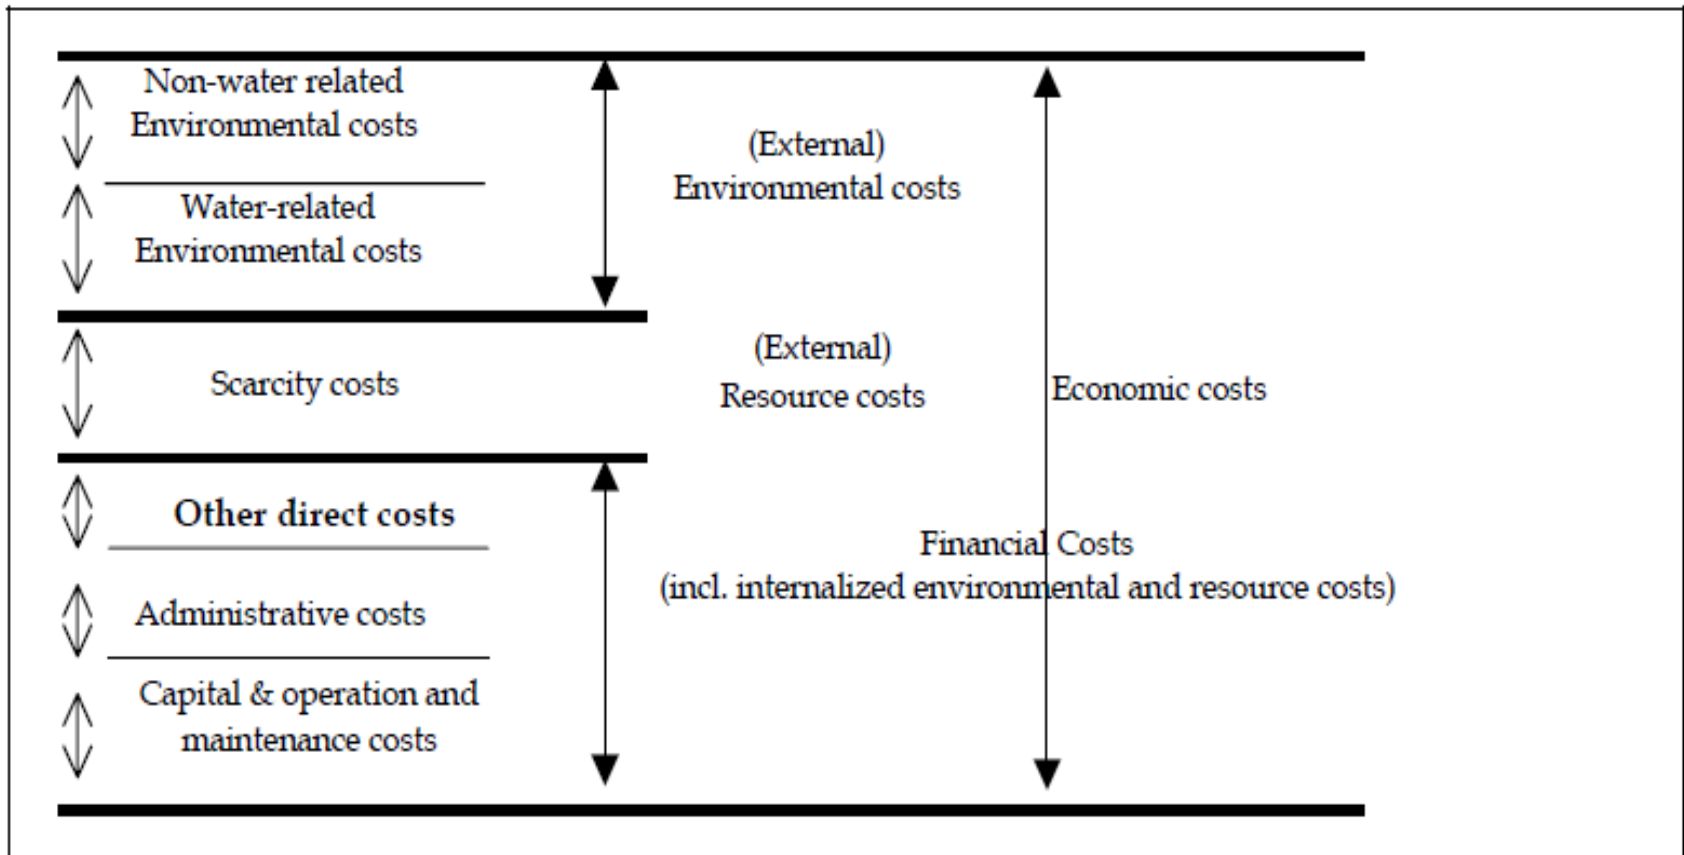 Non-water related
Environmental costs
Water-related
Environmental costs
(External)
Environmental costs
Scarcity costs
(External)
Resource costs
Economic costs
Other direct costs
Administrative costs
Capital & operation and
maintenance costs
Financial Costs
(incl. internalized environmental and resource costs)